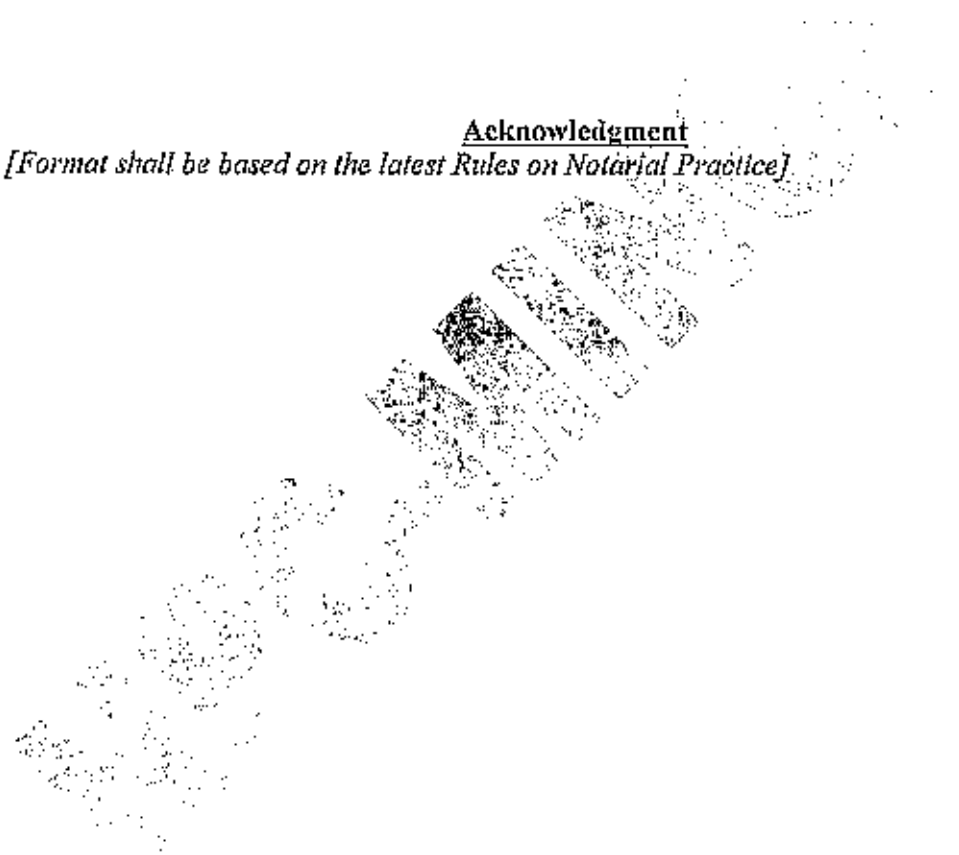 Acknowledgment
[Format shall be based on the latest Rules on Notarial Practice]